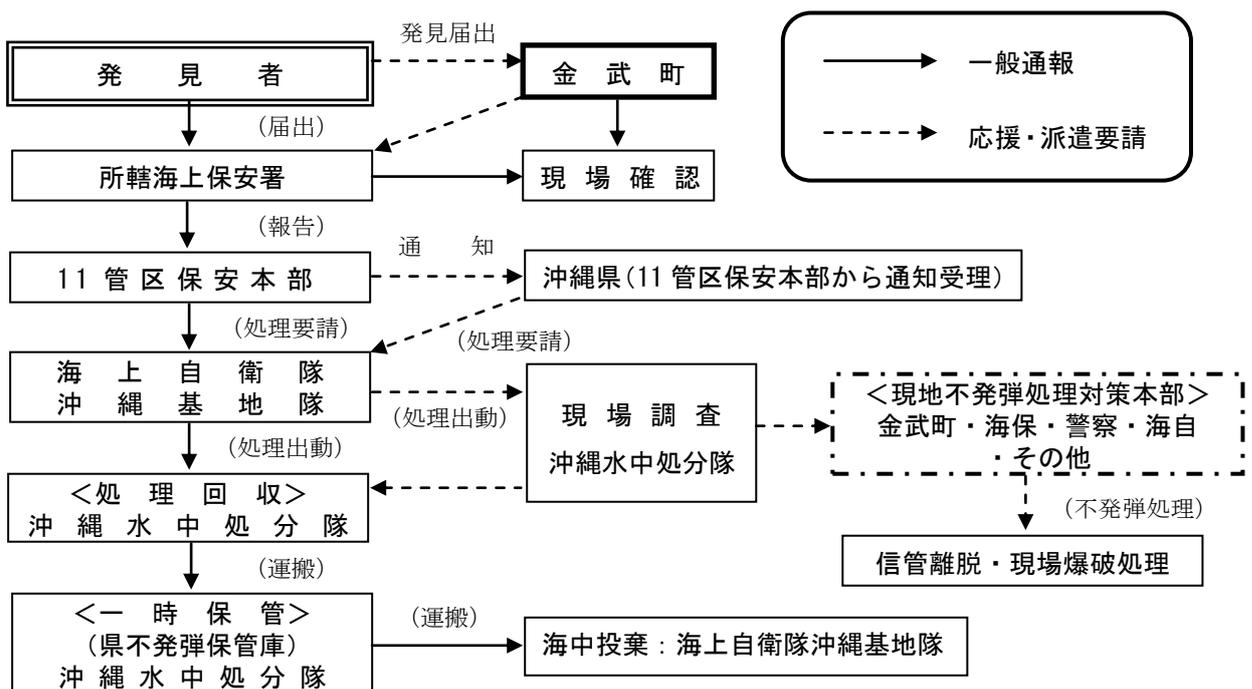 発見届出
発　見　者
金　武　町
一般通報
応援・派遣要請
(届出)
所轄海上保安署
現 場 確 認
(報告)
通　知
11 管 区 保 安 本 部
沖縄県(11 管区保安本部から通知受理)
(処理要請)
(処理要請)
海　上　自　衛　隊
沖　縄　基　地　隊
(処理出動)
現 場 調 査
沖縄水中処分隊
＜現地不発弾処理対策本部＞
金武町・海保・警察・海自
・その他
(処理出動)
＜処　理　回　収＞
沖 縄 水 中 処 分 隊
(不発弾処理)
信管離脱・現場爆破処理
(運搬)
＜一　時　保　管＞
(県不発弾保管庫)
沖 縄 水 中 処 分 隊
(運搬)
海中投棄：海上自衛隊沖縄基地隊